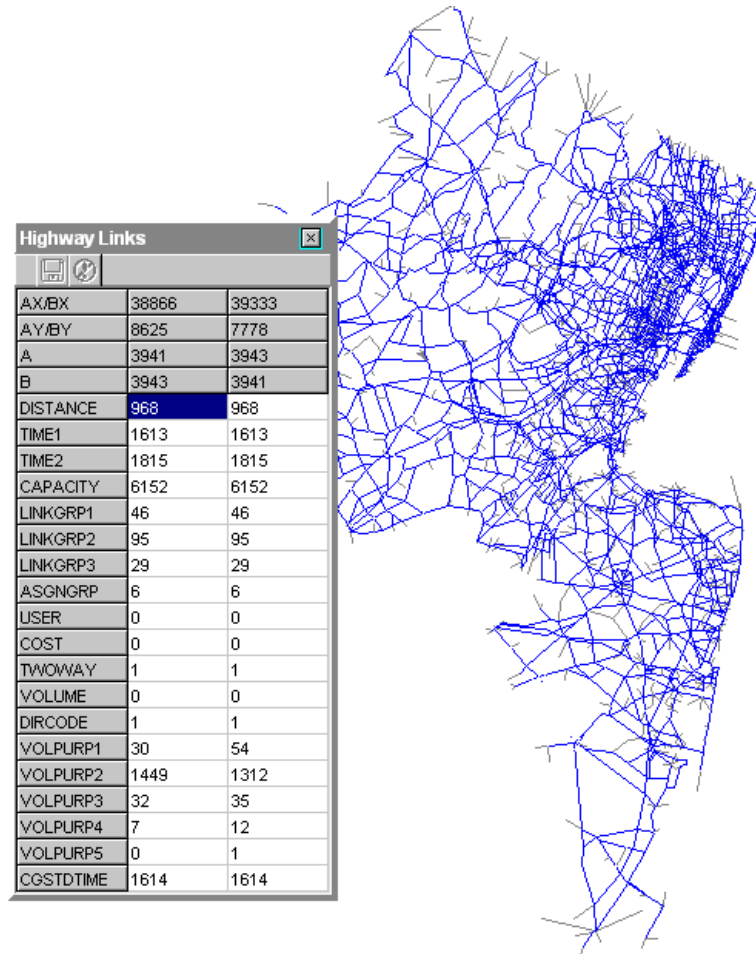 Highway Links
AX/BX 38866 39333
AY/BY 8625 7778
A 3941 3943
B 3943 3941
DISTANCE 968 968
TIME1 1613 1613
TIME2 1815 1815
CAPACITY 6152 6152
LINKGRP1 46 46
LINKGRP2 95 95
LINKGRP3 29 29
ASGNGRP 6 6
USER 0 0
COST 0 0
TWOWAY 1 1
VOLUME 0 0
DIRCODE 1 1
VOLPURP1 30 54
VOLPURP2 1449 1312
VOLPURP3 32 35
VOLPURP4 7 12
VOLPURP5 0 1
CGSTDTIME 1614 1614